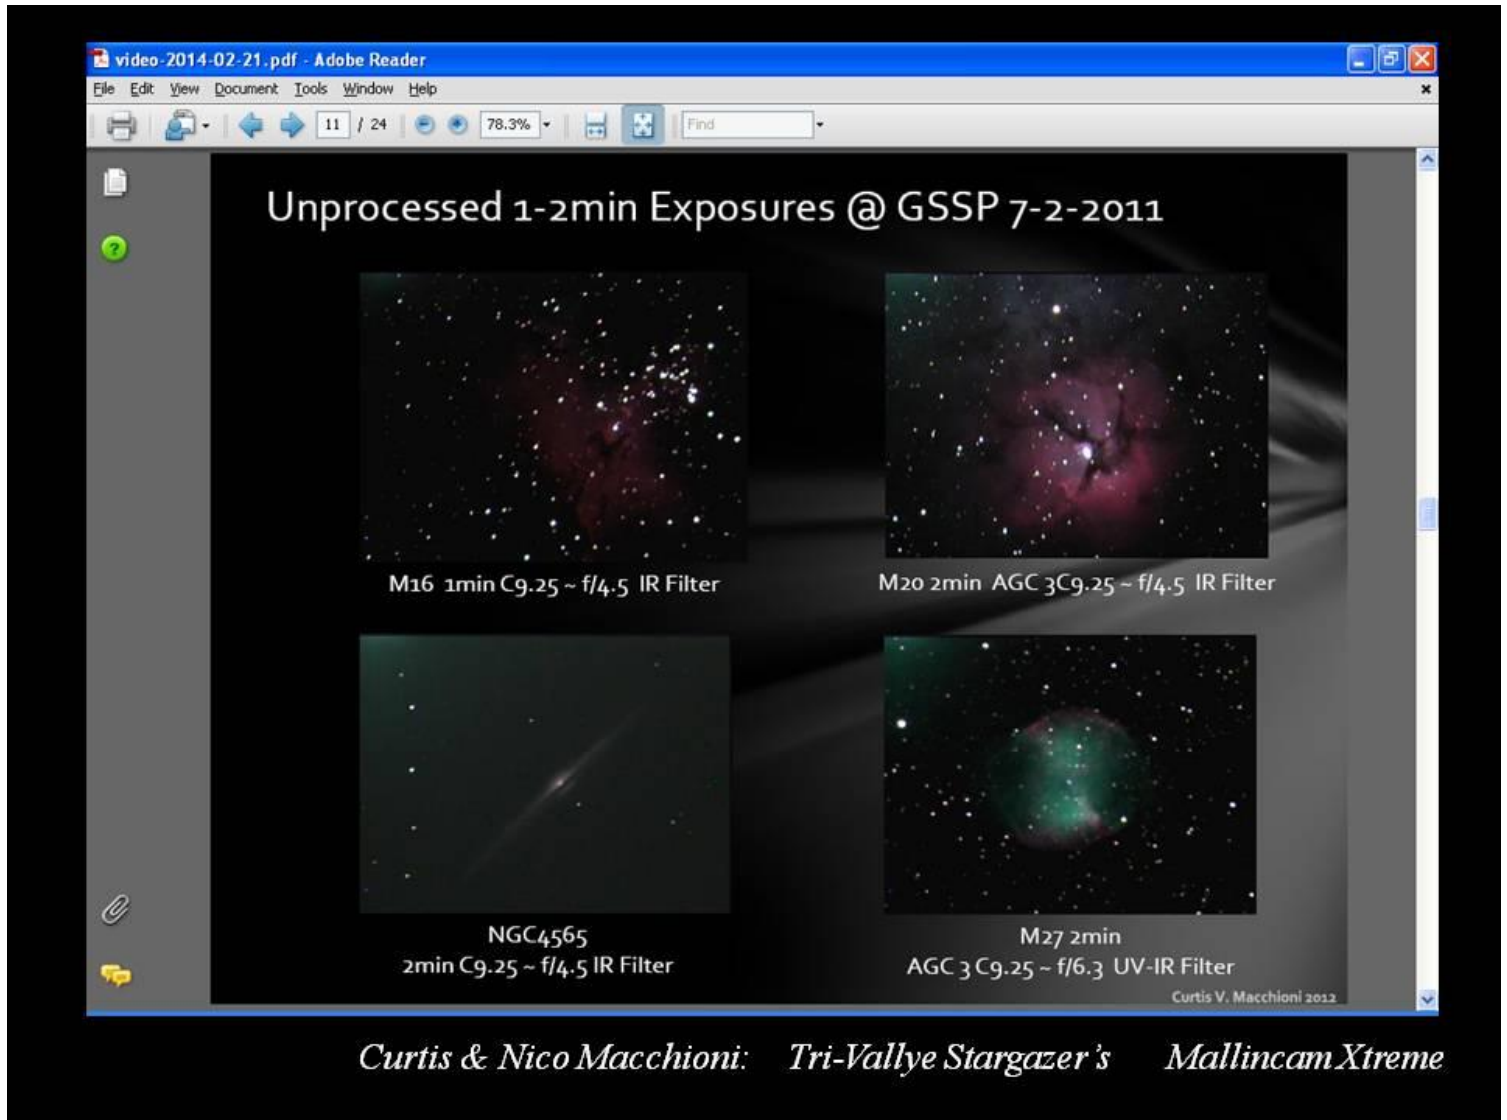 video-2014-02-21.pdf - Adobe Reader
File Edit View Document Tools Window Help
11 / 24 78.3% Find
Unprocessed 1-2min Exposures @ GSSP 7-2-2011
M16 1min C9.25 ~ f/4.5 IR Filter
M20 2min AGC 3C9.25 ~ f/4.5 IR Filter
NGC4565
2min C9.25 ~ f/4.5 IR Filter
M27 2min
AGC 3 C9.25 ~ f/6.3 UV-IR Filter
Curtis V. Macchioni 2012
Curtis & Nico Macchioni: Tri-Vallye Stargazer's Mallincam Xtreme